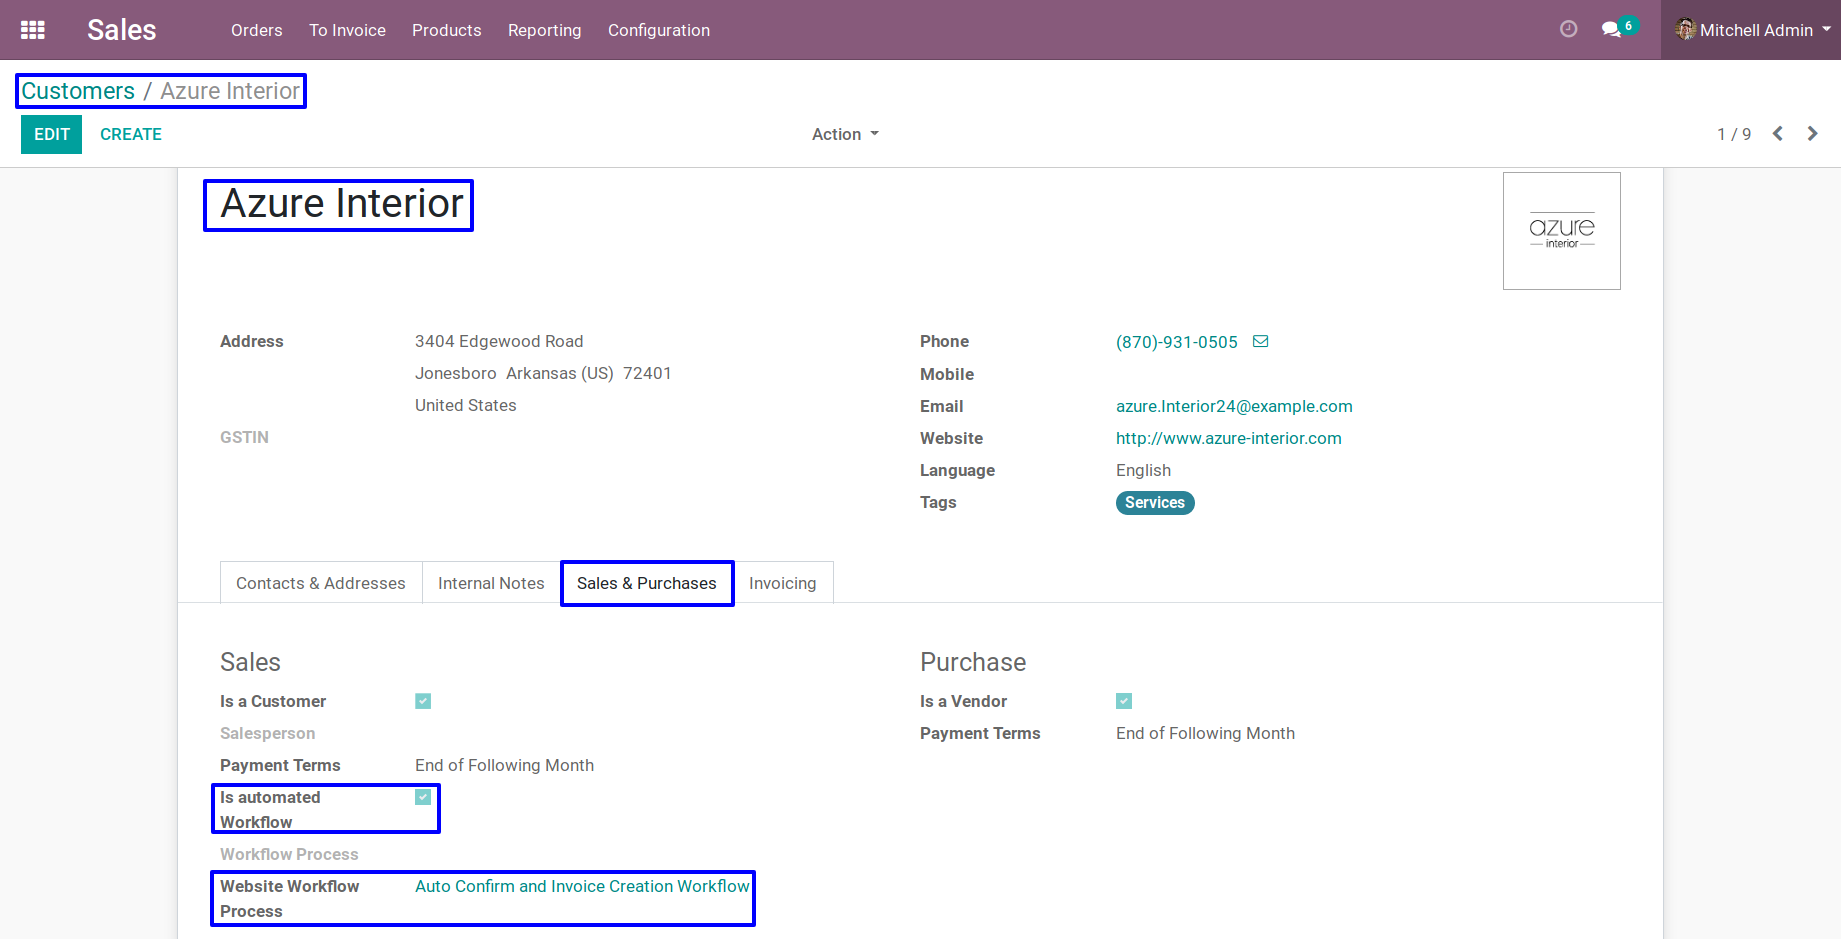 Sales Orders To Invoice Products Reporting Configuration 6 Mitchell Admin
Customers / Azure Interior
EDIT CREATE Action 1 / 9
Azure Interior
azure
interior
Address 3404 Edgewood Road
Jonesboro Arkansas (US) 72401
United States
GSTIN
Phone (870)-931-0505
Mobile
Email azure.Interior24@example.com
Website http://www.azure-interior.com
Language English
Tags Services
Contacts & Addresses Internal Notes Sales & Purchases Invoicing
Sales
Is a Customer
Salesperson
Payment Terms End of Following Month
Is automated
Workflow
Workflow Process
Website Workflow Auto Confirm and Invoice Creation Workflow
Process
Purchase
Is a Vendor
Payment Terms End of Following Month